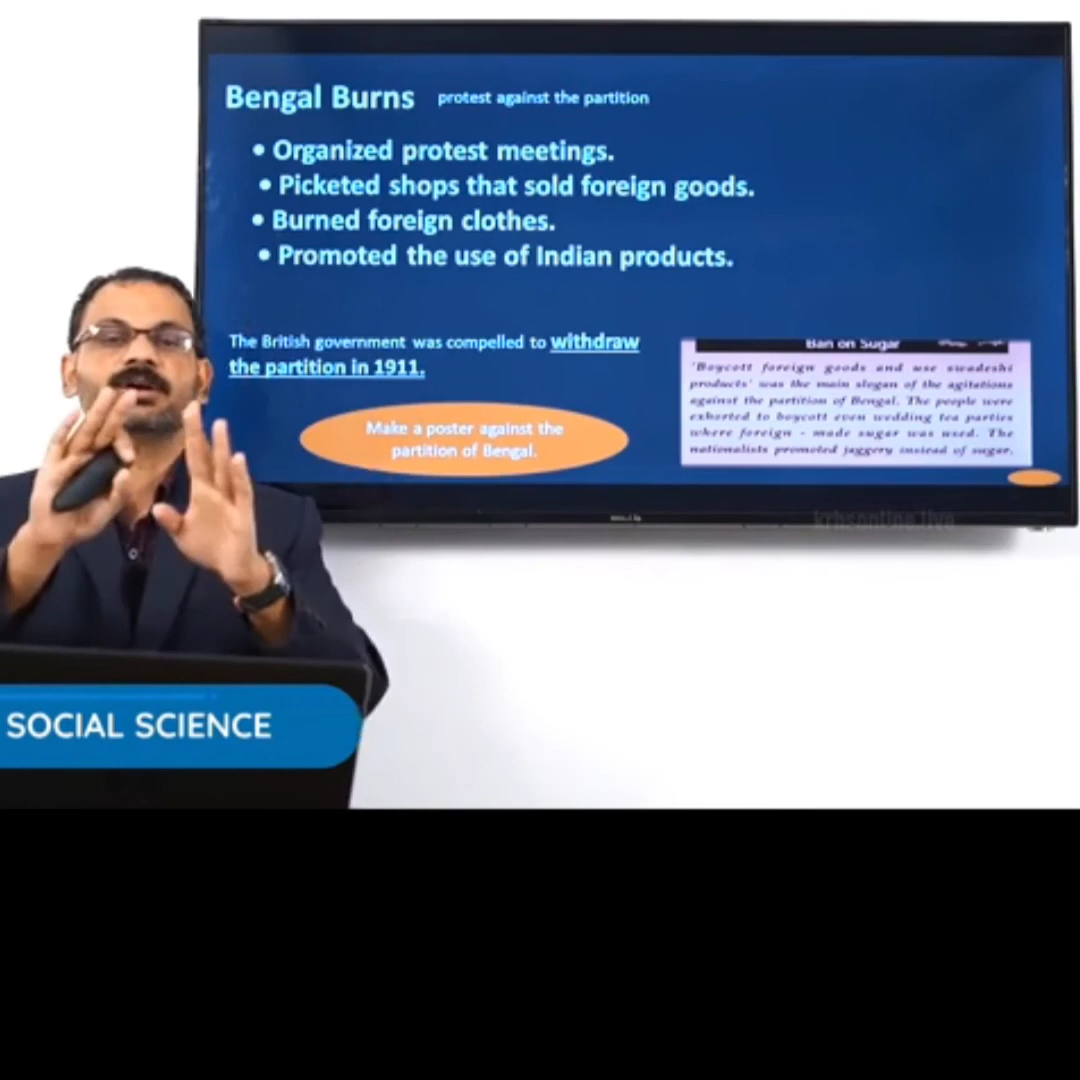 Bengal Burns protest against the partition
• Organized protest meetings.
• Picketed shops that sold foreign goods.
• Burned foreign clothes.
• Promoted the use of Indian products.
The British government was compelled to withdraw
the partition in 1911.
Make a poster against the
partition of Bengal.
Ban on Sugar
'Boycott foreign goods and use swadeshi
products' was the main slogan of the agitations
against the partition of Bengal. The people were
exhorted to boycott even wedding tea parties
where foreign - made sugar was used. The
nationalists promoted jaggery instead of sugar.
krhsonline.live
SOCIAL SCIENCE